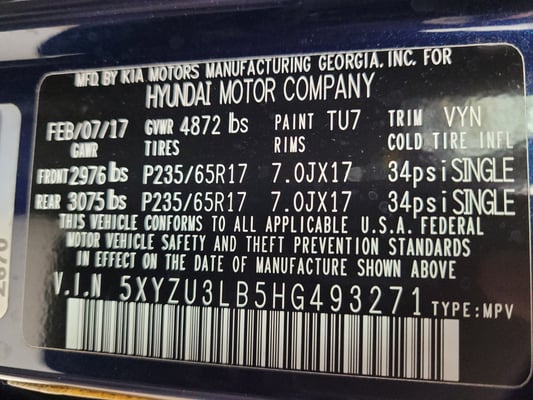 MFD BY KIA MOTORS MANUFACTURING GEORGIA, INC. FOR
HYUNDAI MOTOR COMPANY
FEB/07/17 GVWR 4872 lbs PAINT TU7 TRIM VYN
GAWR TIRES RIMS COLD TIRE INFL
FRONT 2976 lbs P235/65R17 7.0JX17 34psi SINGLE
REAR 3075 lbs P235/65R17 7.0JX17 34psi SINGLE
THIS VEHICLE CONFORMS TO ALL APPLICABLE U.S.A. FEDERAL
MOTOR VEHICLE SAFETY AND THEFT PREVENTION STANDARDS
IN EFFECT ON THE DATE OF MANUFACTURE SHOWN ABOVE.
V.I.N 5XYZU3LB5HG493271 TYPE:MPV